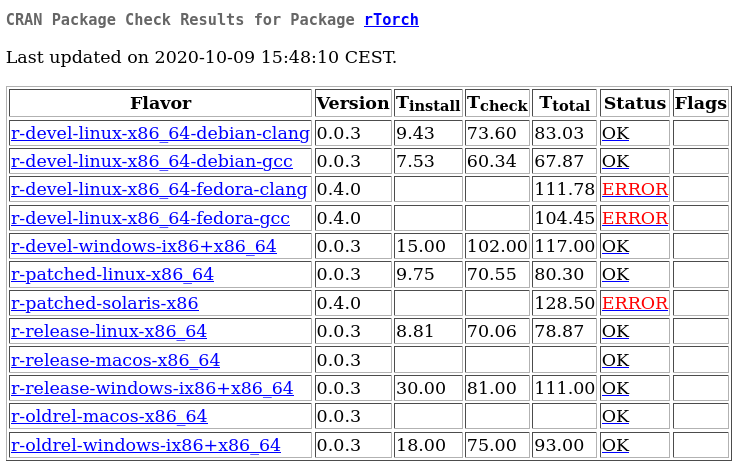 CRAN Package Check Results for Package rTorch
Last updated on 2020-10-09 15:48:10 CEST.
Flavor Version Tinstall Tcheck Ttotal Status Flags
r-devel-linux-x86_64-debian-clang 0.0.3 9.43 73.60 83.03 OK
r-devel-linux-x86_64-debian-gcc 0.0.3 7.53 60.34 67.87 OK
r-devel-linux-x86_64-fedora-clang 0.4.0 111.78 ERROR
r-devel-linux-x86_64-fedora-gcc 0.4.0 104.45 ERROR
r-devel-windows-ix86+x86_64 0.0.3 15.00 102.00 117.00 OK
r-patched-linux-x86_64 0.0.3 9.75 70.55 80.30 OK
r-patched-solaris-x86 0.4.0 128.50 ERROR
r-release-linux-x86_64 0.0.3 8.81 70.06 78.87 OK
r-release-macos-x86_64 0.0.3 OK
r-release-windows-ix86+x86_64 0.0.3 30.00 81.00 111.00 OK
r-oldrel-macos-x86_64 0.0.3 OK
r-oldrel-windows-ix86+x86_64 0.0.3 18.00 75.00 93.00 OK